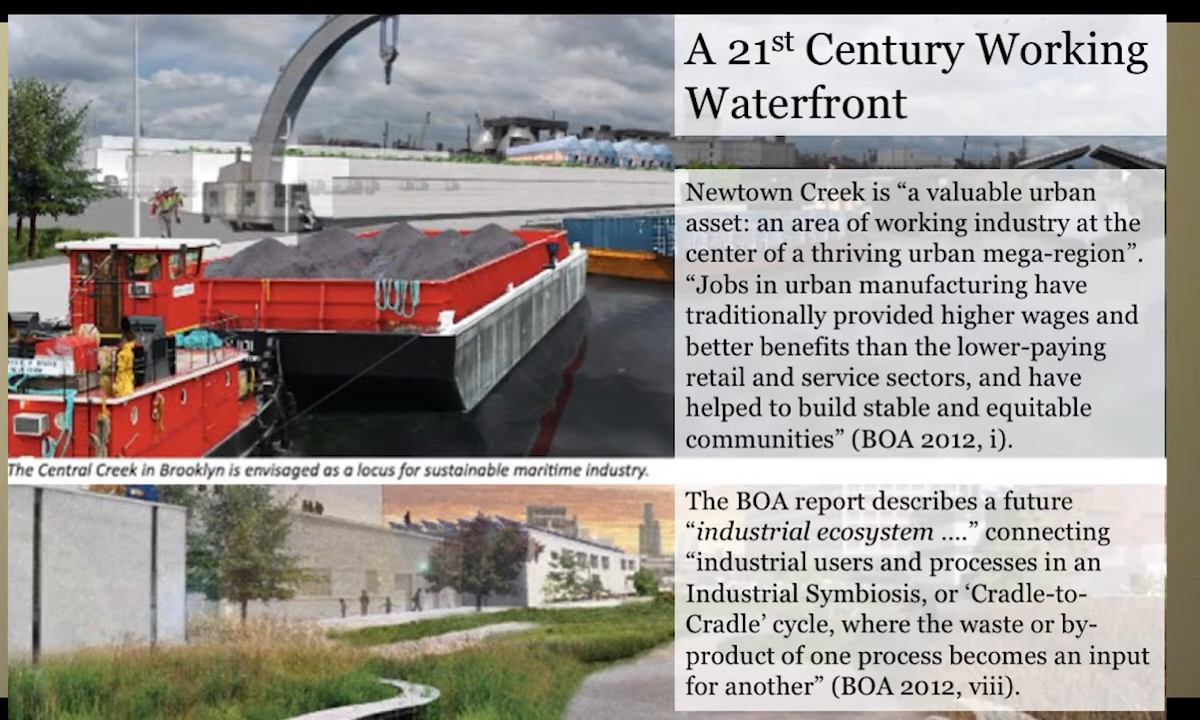 A 21st Century Working
Waterfront
Newtown Creek is “a valuable urban
asset: an area of working industry at the
center of a thriving urban mega-region”.
“Jobs in urban manufacturing have
traditionally provided higher wages and
better benefits than the lower-paying
retail and service sectors, and have
helped to build stable and equitable
communities” (BOA 2012, i).
The Central Creek in Brooklyn is envisaged as a locus for sustainable maritime industry.
The BOA report describes a future
“industrial ecosystem ....” connecting
“industrial users and processes in an
Industrial Symbiosis, or ‘Cradle-to-
Cradle’ cycle, where the waste or by-
product of one process becomes an input
for another” (BOA 2012, viii).